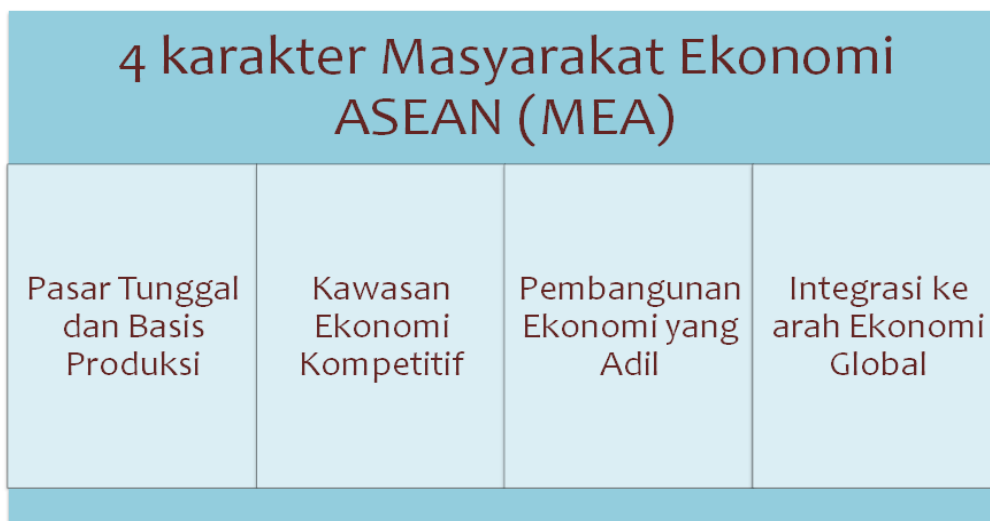 4 karakter Masyarakat Ekonomi
ASEAN (MEA)
Pasar Tunggal
dan Basis
Produksi
Kawasan
Ekonomi
Kompetitif
Pembangunan
Ekonomi yang
Adil
Integrasi ke
arah Ekonomi
Global